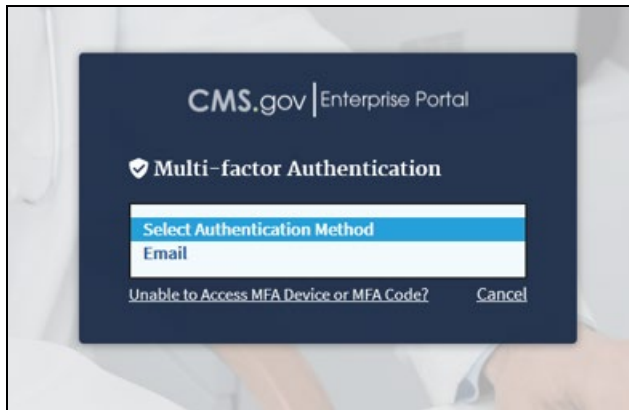 CMS.gov | Enterprise Portal
Multi-factor Authentication
Select Authentication Method
Email
Unable to Access MFA Device or MFA Code? Cancel